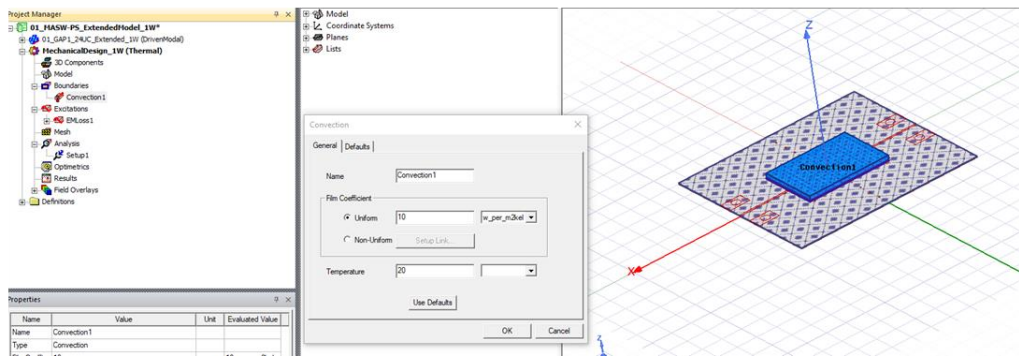 Project Manager
01_MASW-PS_ExtendedModel_1W*
01_GAP1_24UC_Extended_1W (DrivenModal)
MechanicalDesign_1W (Thermal)
3D Components
Model
Boundaries
Convection1
Excitations
EMLoss1
Mesh
Analysis
Setup1
Optimetrics
Results
Field Overlays
Definitions
Properties
Name Value Unit Evaluated Value
Name Convection1
Type Convection
Model
Coordinate Systems
Planes
Lists
Convection
General Defaults
Name Convection1
Film Coefficient
Uniform 10 w_per_m2kel
Non-Uniform Setup Link...
Temperature 20
Use Defaults
OK Cancel
Z
Convection1
X
z